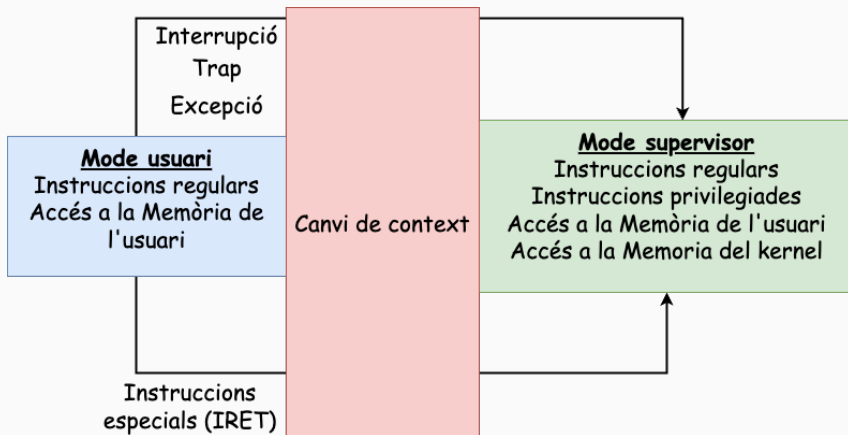 Interrupció
Trap
Excepció
Mode usuari
Instruccions regulars
Accés a la Memòria de
l'usuari
Canvi de context
Mode supervisor
Instruccions regulars
Instruccions privilegiades
Accés a la Memòria de l'usuari
Accés a la Memoria del kernel
Instruccions
especials (IRET)